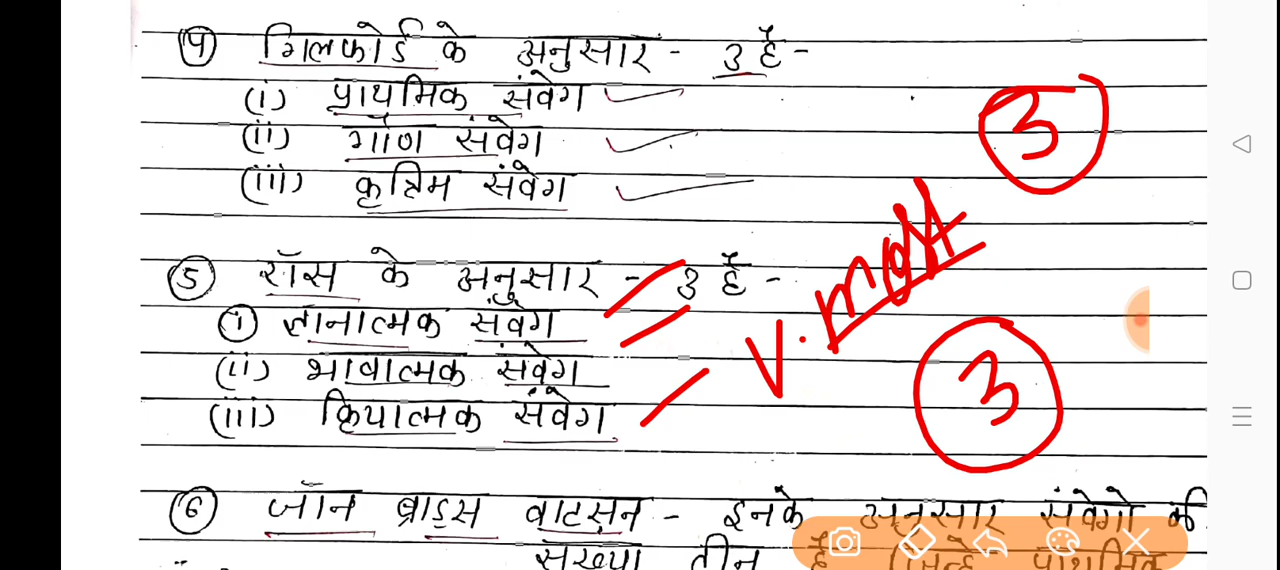 ④ गिलफोर्ड के अनुसार - 3 है -
(i) प्राथमिक संवेग
(ii) गौण संवेग
(iii) कृत्रिम संवेग
3
⑤ रॉस के अनुसार - 3 है -
① ज्ञानात्मक संवेग
(ii) भावात्मक संवेग
(iii) क्रियात्मक संवेग
V.
3
⑥ जॉन ब्राड्स वाटसन - इनके अनुसार संवेगो की
संख्या तीन है